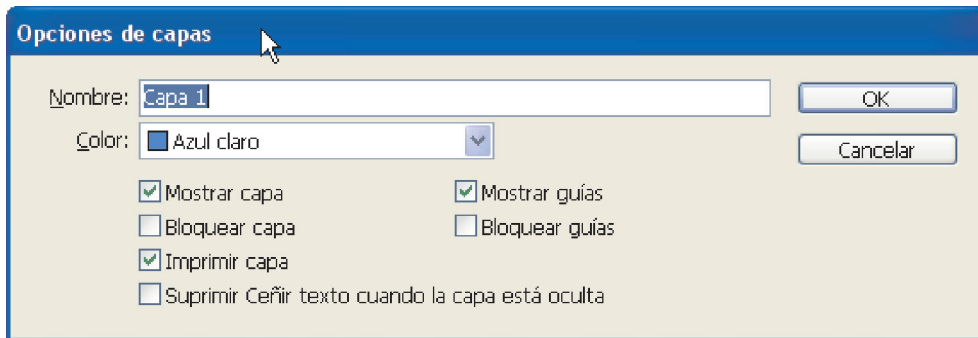 Opciones de capas
Nombre: Capa 1 OK
Color: Azul claro Cancelar
Mostrar capa Mostrar guías
Bloquear capa Bloquear guías
Imprimir capa
Suprimir Ceñir texto cuando la capa está oculta